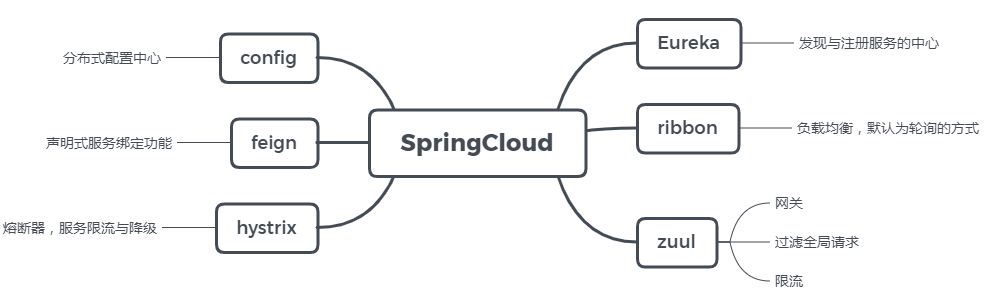 SpringCloud
Eureka
发现与注册服务的中心
ribbon
负载均衡，默认为轮询的方式
zuul
网关
过滤全局请求
限流
config
分布式配置中心
feign
声明式服务绑定功能
hystrix
熔断器，服务限流与降级